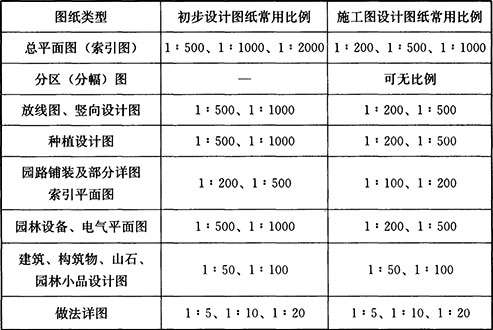 图纸类型 初步设计图纸常用比例 施工图设计图纸常用比例
总平面图（索引图） 1∶500、1∶1000、1∶2000 1∶200、1∶500、1∶1000
分区（分幅）图 — 可无比例
放线图、竖向设计图 1∶500、1∶1000 1∶200、1∶500
种植设计图 1∶500、1∶1000 1∶200、1∶500
园路铺装及部分详图
索引平面图 1∶200、1∶500 1∶100、1∶200
园林设备、电气平面图 1∶500、1∶1000 1∶200、1∶500
建筑、构筑物、山石、
园林小品设计图 1∶50、1∶100 1∶50、1∶100
做法详图 1∶5、1∶10、1∶20 1∶5、1∶10、1∶20